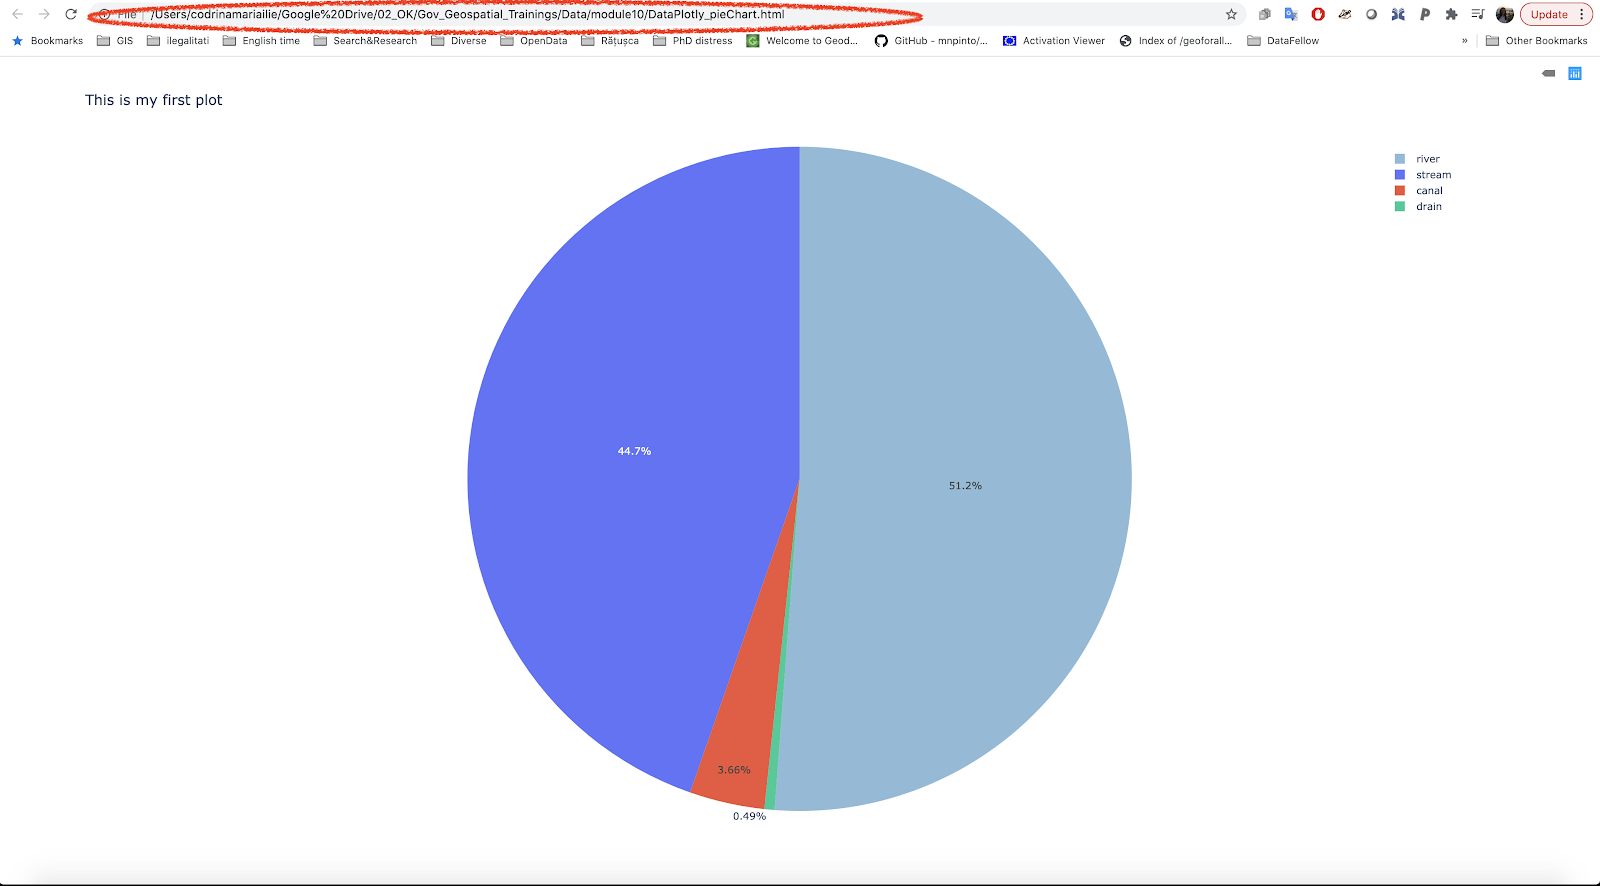 File /Users/codrinamariailie/Google%20Drive/02_OK/Gov_Geospatial_Trainings/Data/module10/DataPlotly_pieChart.html Update
Bookmarks GIS ilegalitati English time Search&Research Diverse OpenData Rățușca PhD distress Welcome to Geod... GitHub - mnpinto/... Activation Viewer Index of /geoforall... DataFellow » Other Bookmarks
This is my first plot
river
stream
canal
drain
44.7%
51.2%
3.66%
0.49%